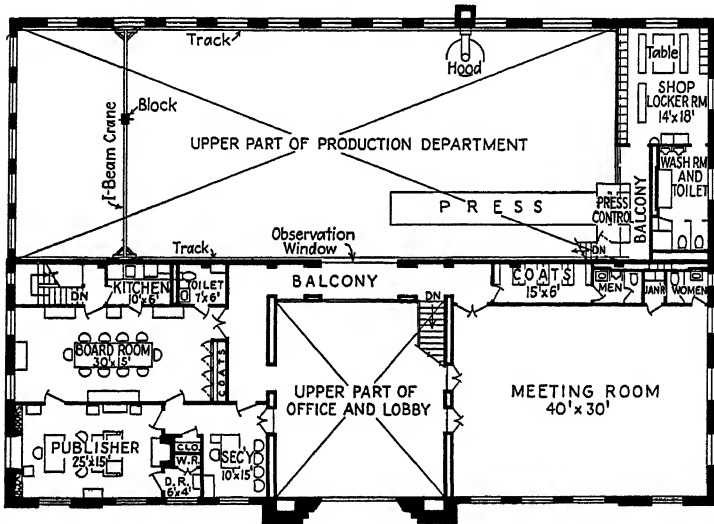 Track
Hood
Table
SHOP
LOCKER RM
14'x18'
Block
I-Beam Crane
UPPER PART OF PRODUCTION DEPARTMENT
WASH RM
AND
TOILET
PRESS
PRESS
CONTROL
BALCONY
Observation
Window
Track
DN
BALCONY
DN
KITCHEN
10'x6'
TOILET
7'x6'
COATS
15'x6'
MEN
JAN'R
WOMEN
DN
BOARD ROOM
30'x15'
COATS
UPPER PART OF
OFFICE AND LOBBY
MEETING ROOM
40'x30'
PUBLISHER
25'x15'
CLO.
W.R.
D.R.
6'x4'
SEC'Y
10'x15'